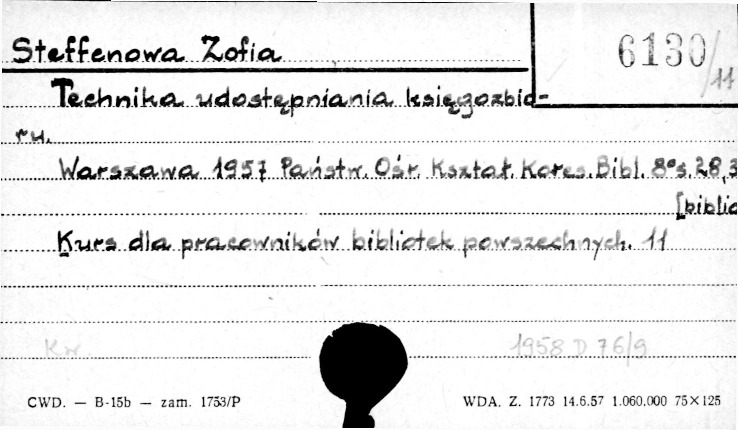 Steffenowa Zofia
6130/11
Technika udostępniania księgozbio-
ru.
Warszawa 1957 Państw. Ośr. Kształ. Kores. Bibl. 8° s. 28, 3
[biblio
Kurs dla pracowników bibliotek powszechnych. 11
Kw. 1958 D 76/9
CWD. — B-15b — zam. 1753/P WDA. Z. 1773 14.6.57 1.060.000 75×125